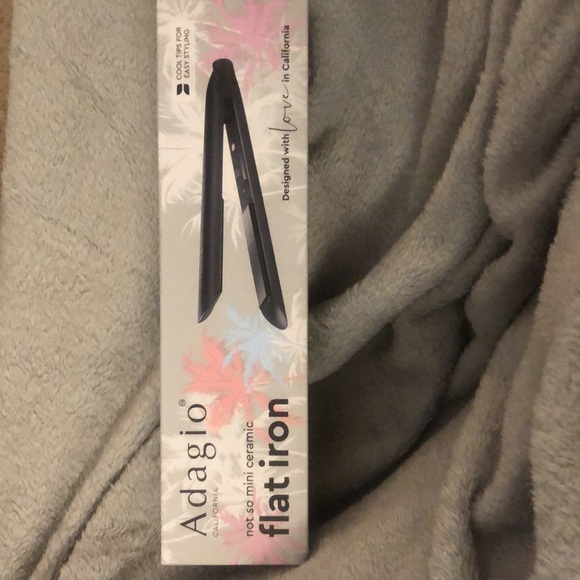 Adagio
CALIFORNIA
not so mini ceramic
flat iron
COOL TIPS FOR
EASY STYLING
Designed with love in California